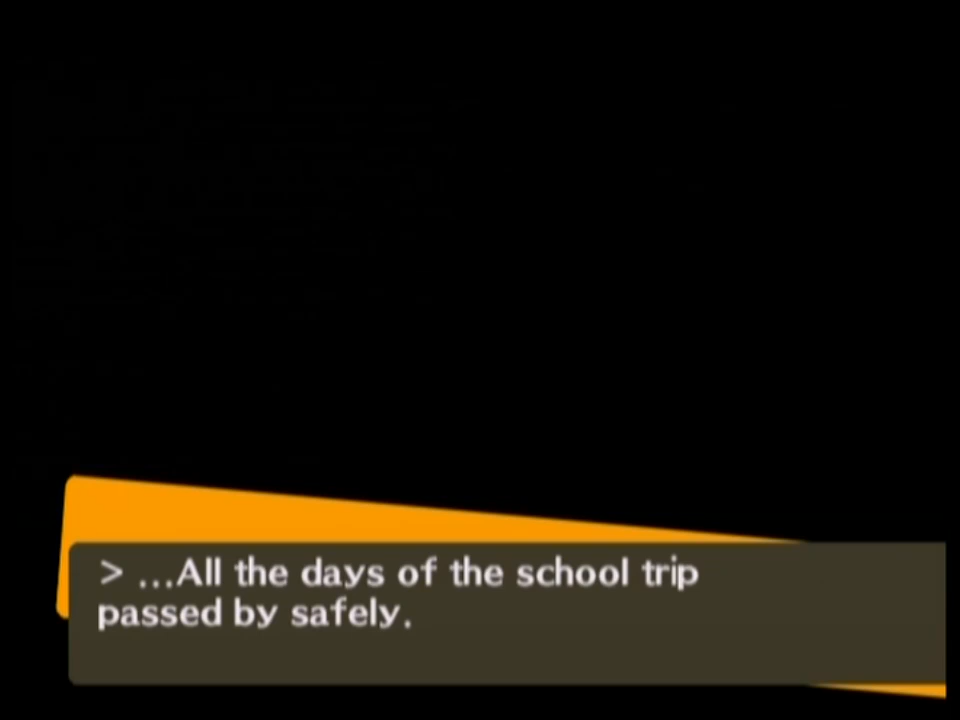 > ...All the days of the school trip
passed by safely.